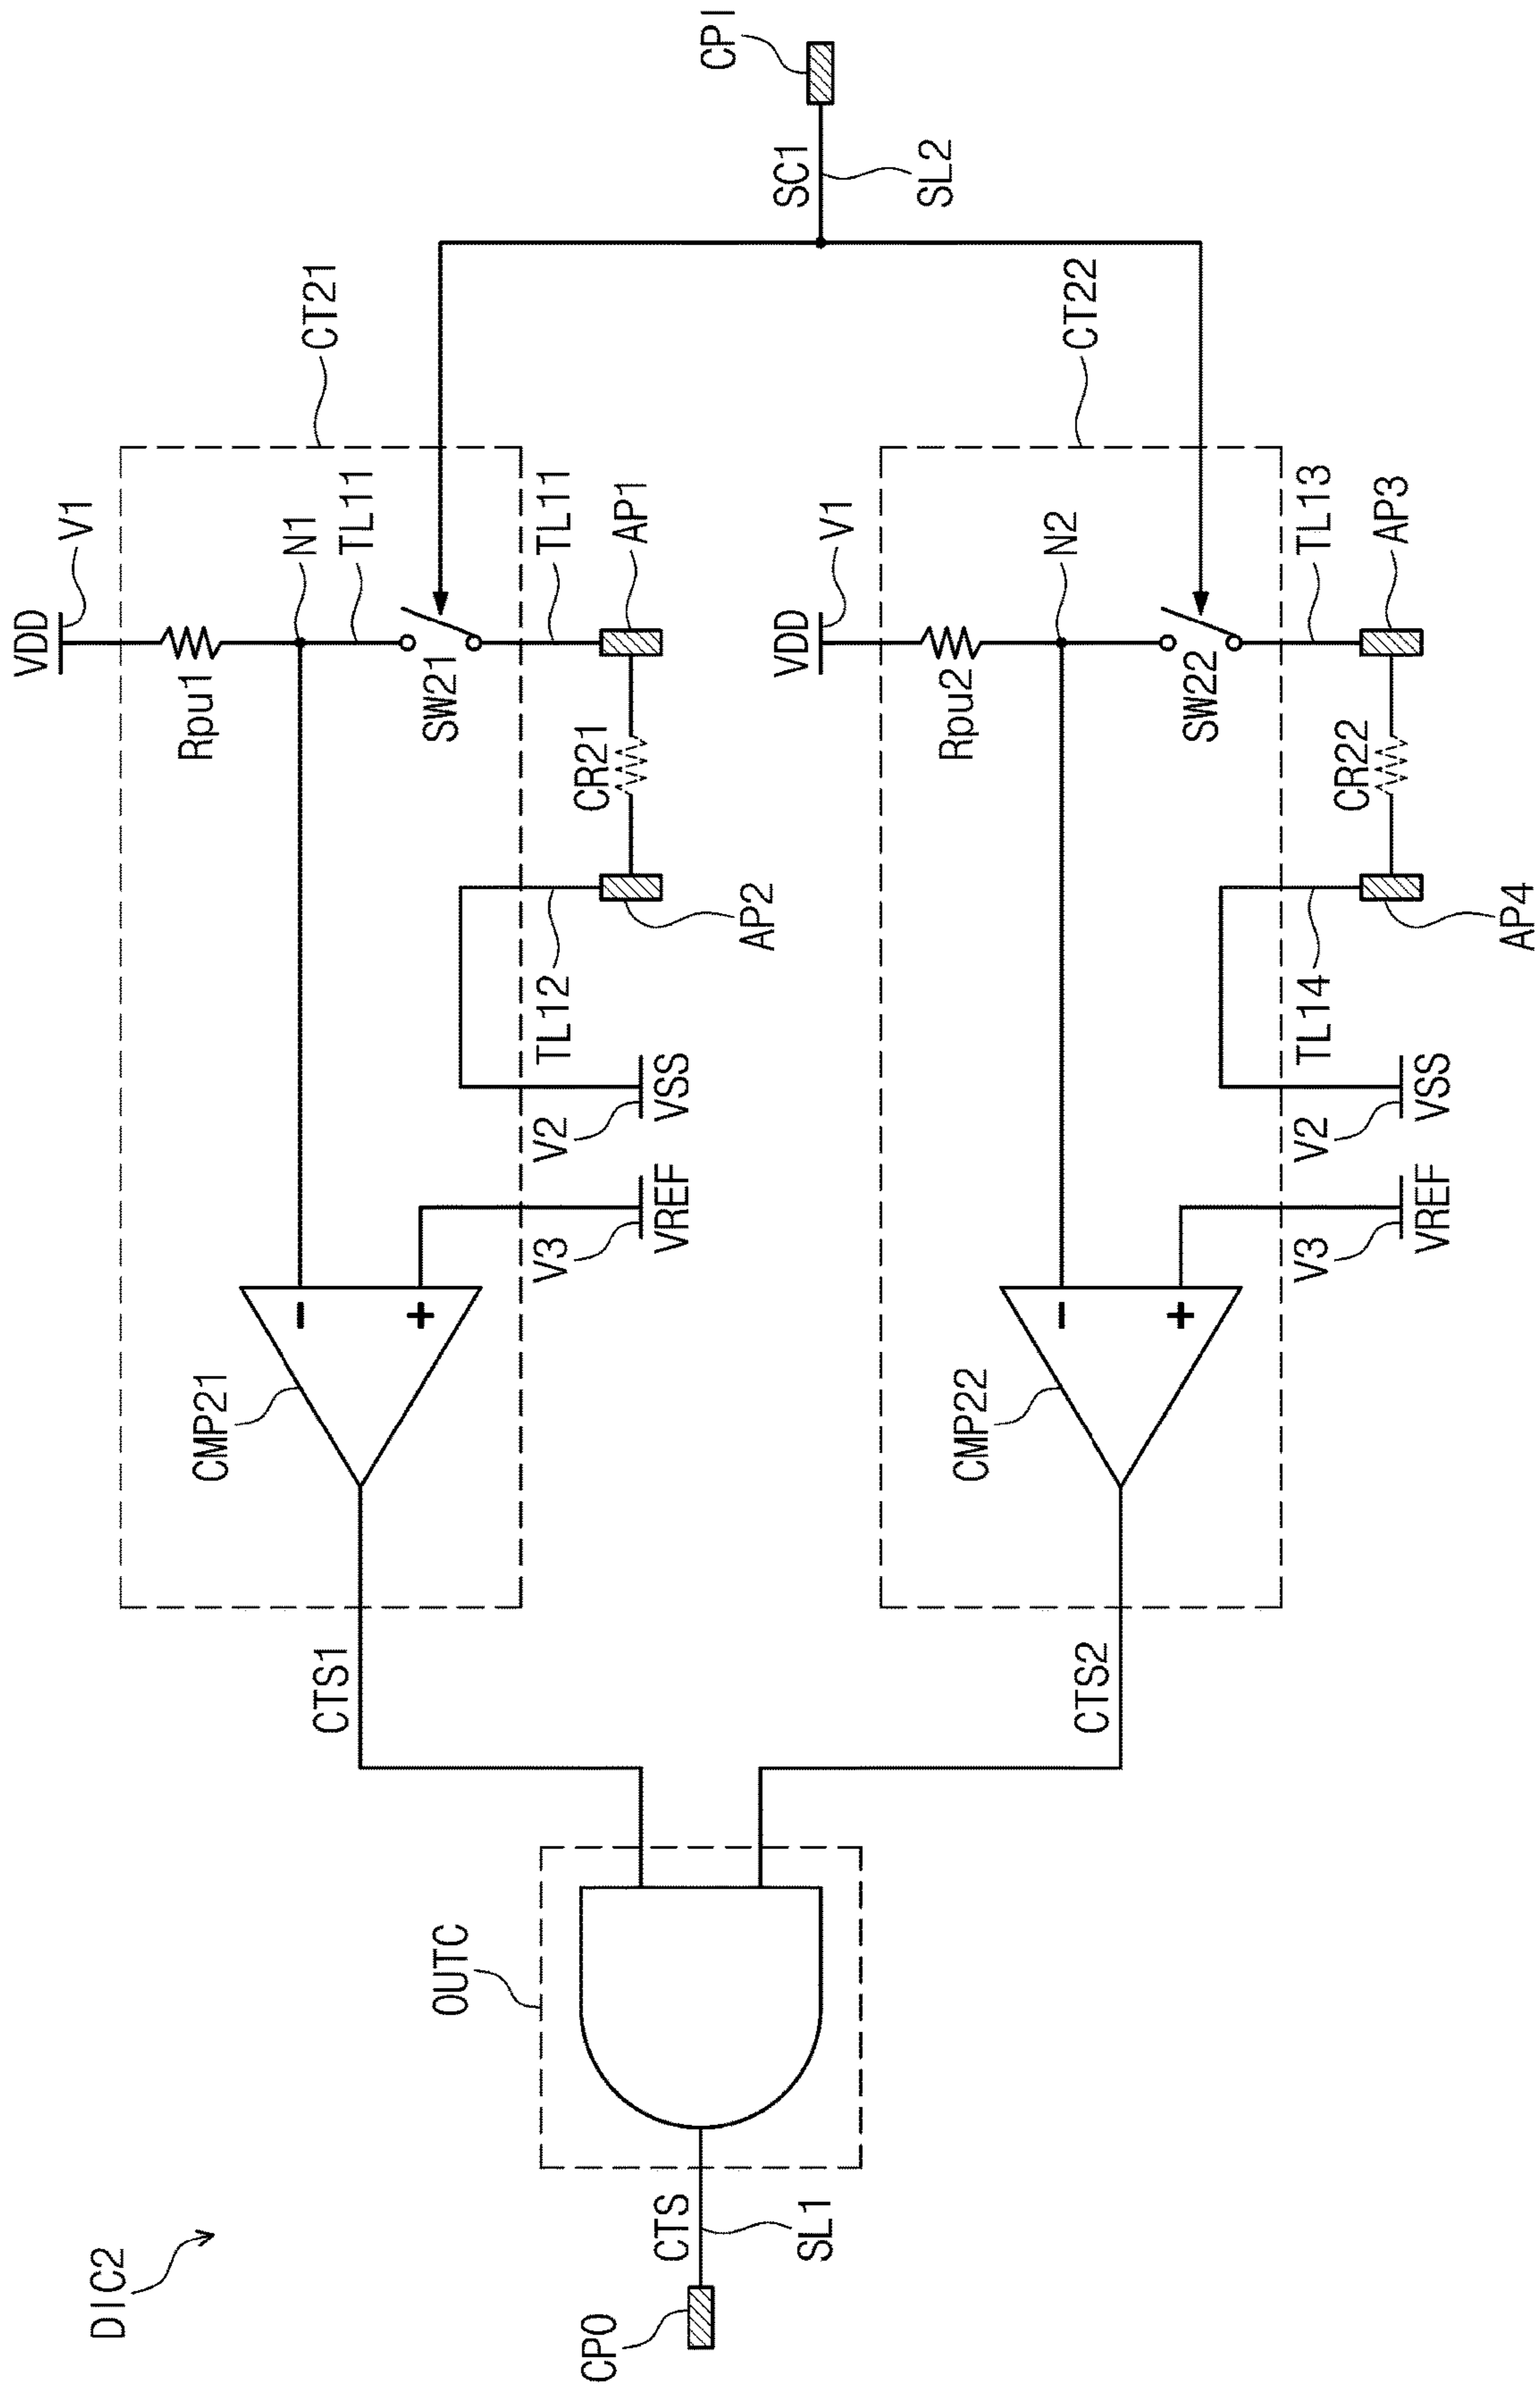 DIC2
CPO
CTS
SL1
OUTC
CTS1
CTS2
CT21
CMP21
-
+
V3
VREF
V2
VSS
TL12
AP2
CR21
AP1
TL11
SW21
TL11
N1
Rpu1
VDD
V1
CT22
CMP22
-
+
V3
VREF
V2
VSS
TL14
AP4
CR22
AP3
TL13
SW22
N2
Rpu2
VDD
V1
SC1
SL2
CPI